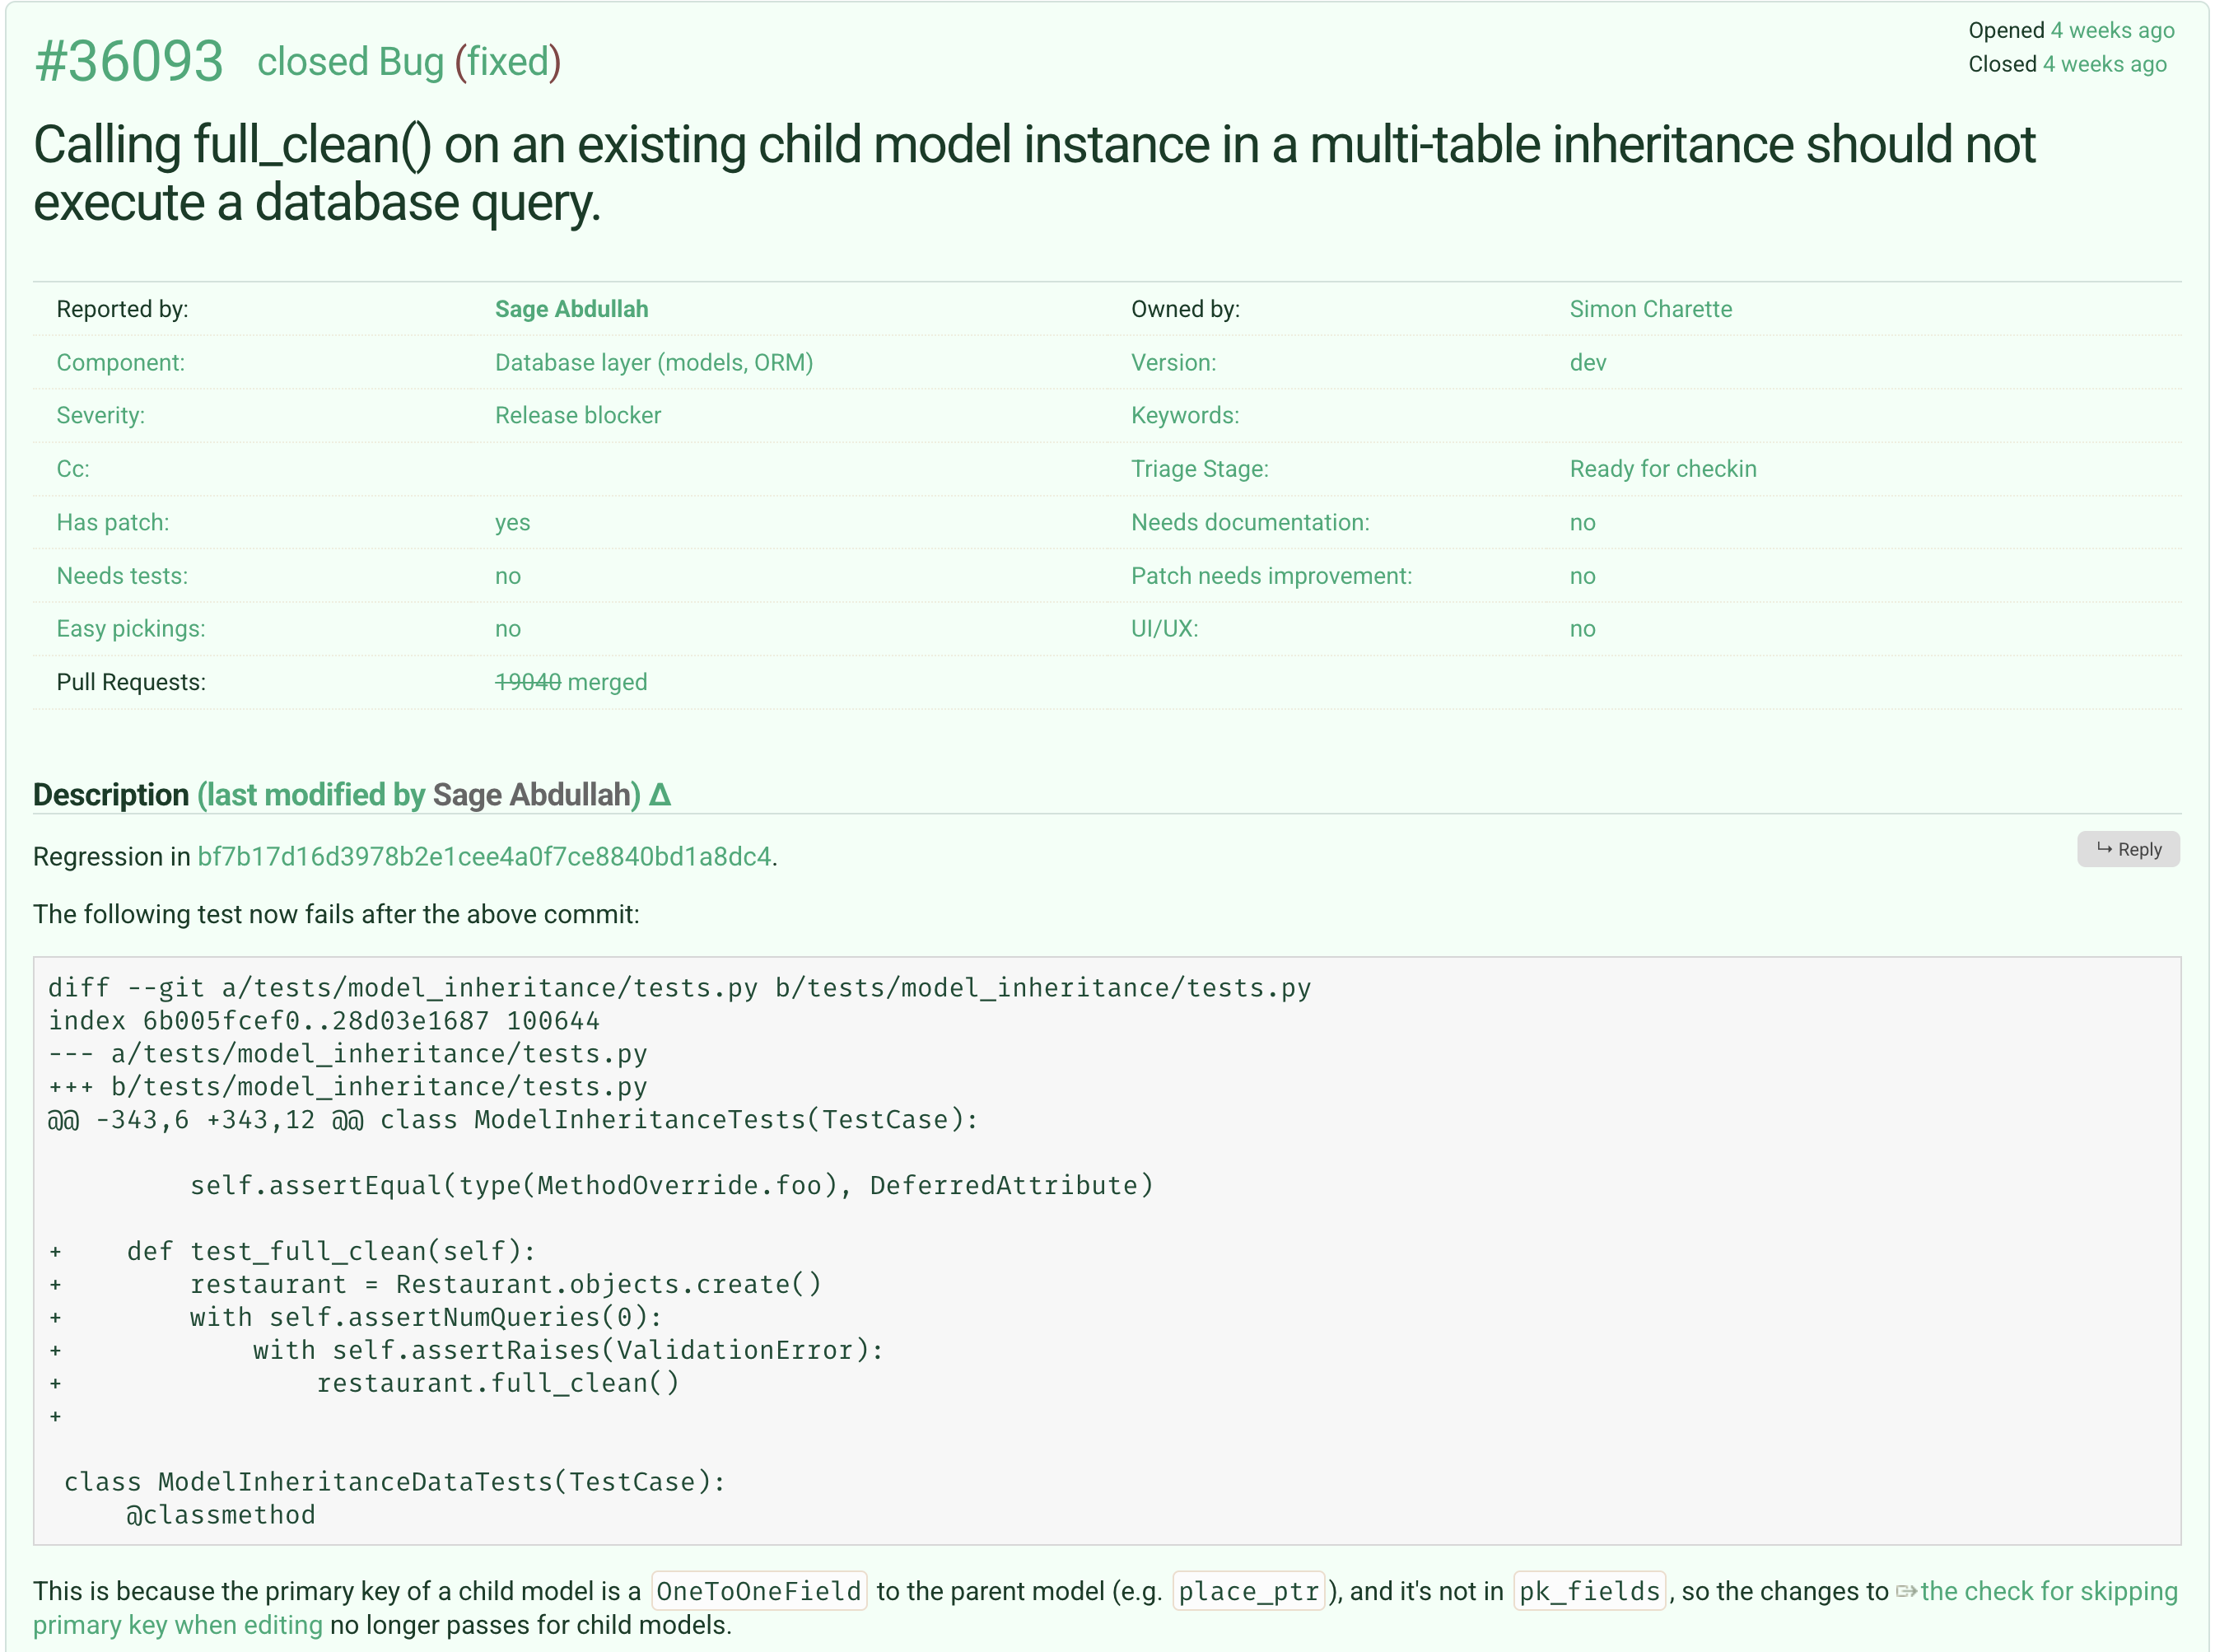 #36093 closed Bug (fixed)
Opened 4 weeks ago
Closed 4 weeks ago
Calling full_clean() on an existing child model instance in a multi-table inheritance should not
execute a database query.
Reported by: Sage Abdullah Owned by: Simon Charette
Component: Database layer (models, ORM) Version: dev
Severity: Release blocker Keywords:
Cc: Triage Stage: Ready for checkin
Has patch: yes Needs documentation: no
Needs tests: no Patch needs improvement: no
Easy pickings: no UI/UX: no
Pull Requests: 19040 merged
Description (last modified by Sage Abdullah) Δ
Regression in bf7b17d16d3978b2e1cee4a0f7ce8840bd1a8dc4.
↳ Reply
The following test now fails after the above commit:
diff --git a/tests/model_inheritance/tests.py b/tests/model_inheritance/tests.py
index 6b005fcef0..28d03e1687 100644
--- a/tests/model_inheritance/tests.py
+++ b/tests/model_inheritance/tests.py
@@ -343,6 +343,12 @@ class ModelInheritanceTests(TestCase):
         self.assertEqual(type(MethodOverride.foo), DeferredAttribute)
+    def test_full_clean(self):
+        restaurant = Restaurant.objects.create()
+        with self.assertNumQueries(0):
+            with self.assertRaises(ValidationError):
+                restaurant.full_clean()
+
 class ModelInheritanceDataTests(TestCase):
     @classmethod
This is because the primary key of a child model is a OneToOneField to the parent model (e.g. place_ptr), and it's not in pk_fields, so the changes to the check for skipping
primary key when editing no longer passes for child models.